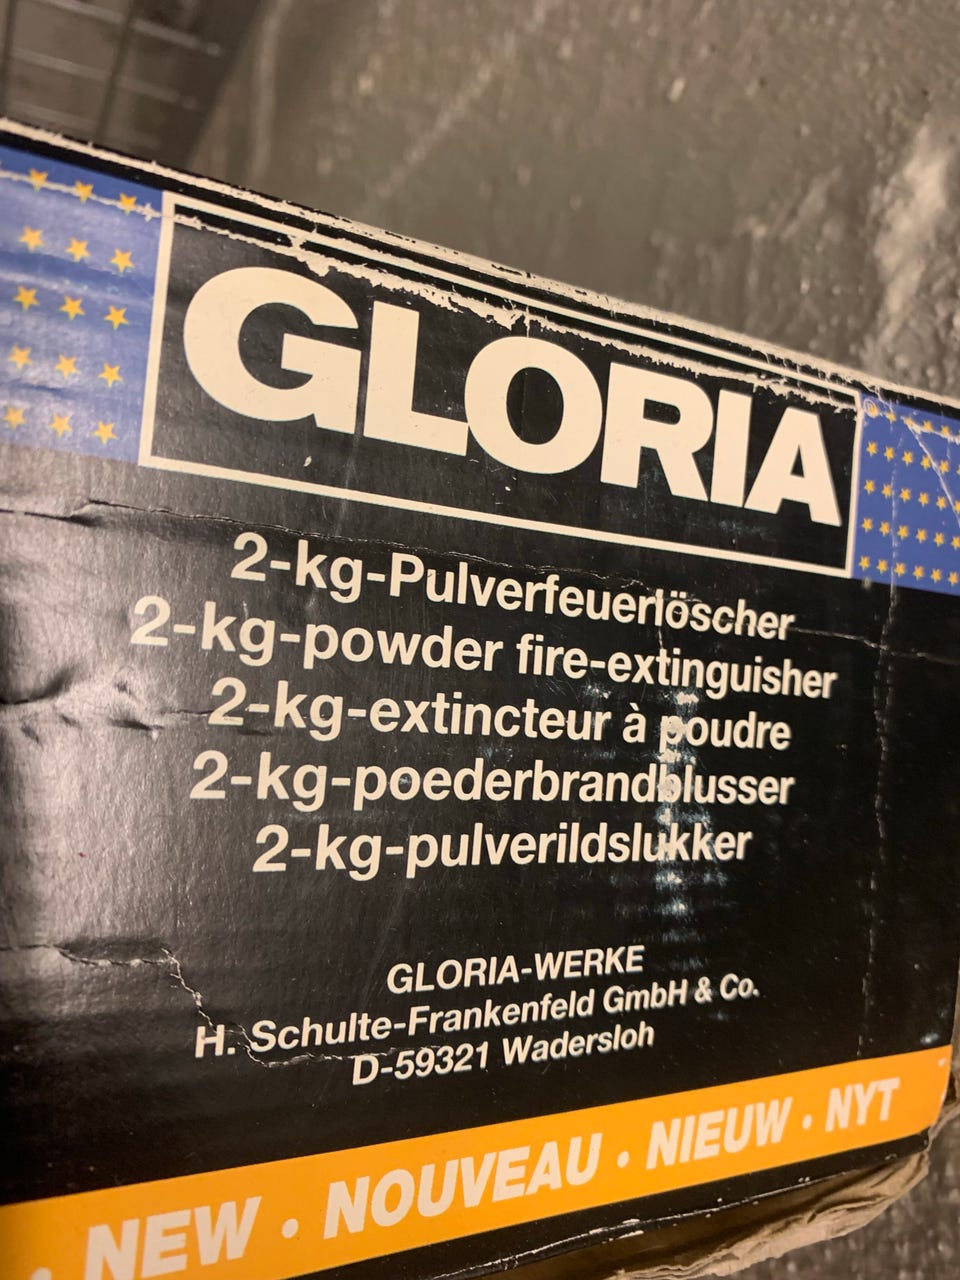 GLORIA®
2-kg-Pulverfeuerlöscher
2-kg-powder fire-extinguisher
2-kg-extincteur à poudre
2-kg-poederbrandblusser
2-kg-pulverildslukker
GLORIA-WERKE
H. Schulte-Frankenfeld GmbH & Co.
D-59321 Wadersloh
· NEW · NOUVEAU · NIEUW · NYT